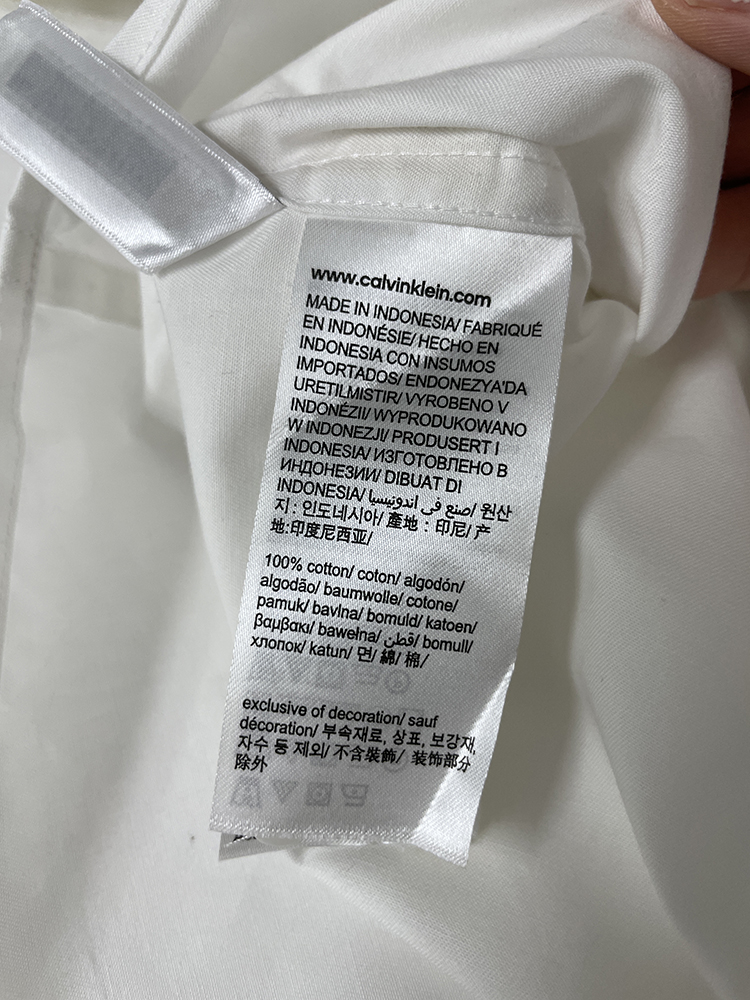 www.calvinklein.com
MADE IN INDONESIA/ FABRIQUÉ
EN INDONÉSIE/ HECHO EN
INDONESIA CON INSUMOS
IMPORTADOS/ ENDONEZYA'DA
URETILMISTIR/ VYROBENO V
INDONÉZII/ WYPRODUKOWANO
W INDONEZJI/ PRODUSERT I
INDONESIA/ ИЗГОТОВЛЕНО В
ИНДОНЕЗИИ/ DIBUAT DI
INDONESIA/ صنع في اندونيسيا/ 원산
지: 인도네시아/ 產地 : 印尼/ 产
地:印度尼西亚/
100% cotton/ coton/ algodón/
algodão/ baumwolle/ cotone/
pamuk/ bavlna/ bomuld/ katoen/
βαμβακι/ bawełna/ قطن/ bomull/
хлопок/ katun/ 면/ 綿/ 棉/
exclusive of decoration/ sauf
décoration/ 부속재료, 상표, 보강재,
자수 등 제외/ 不含裝飾/ 装饰部分
除外